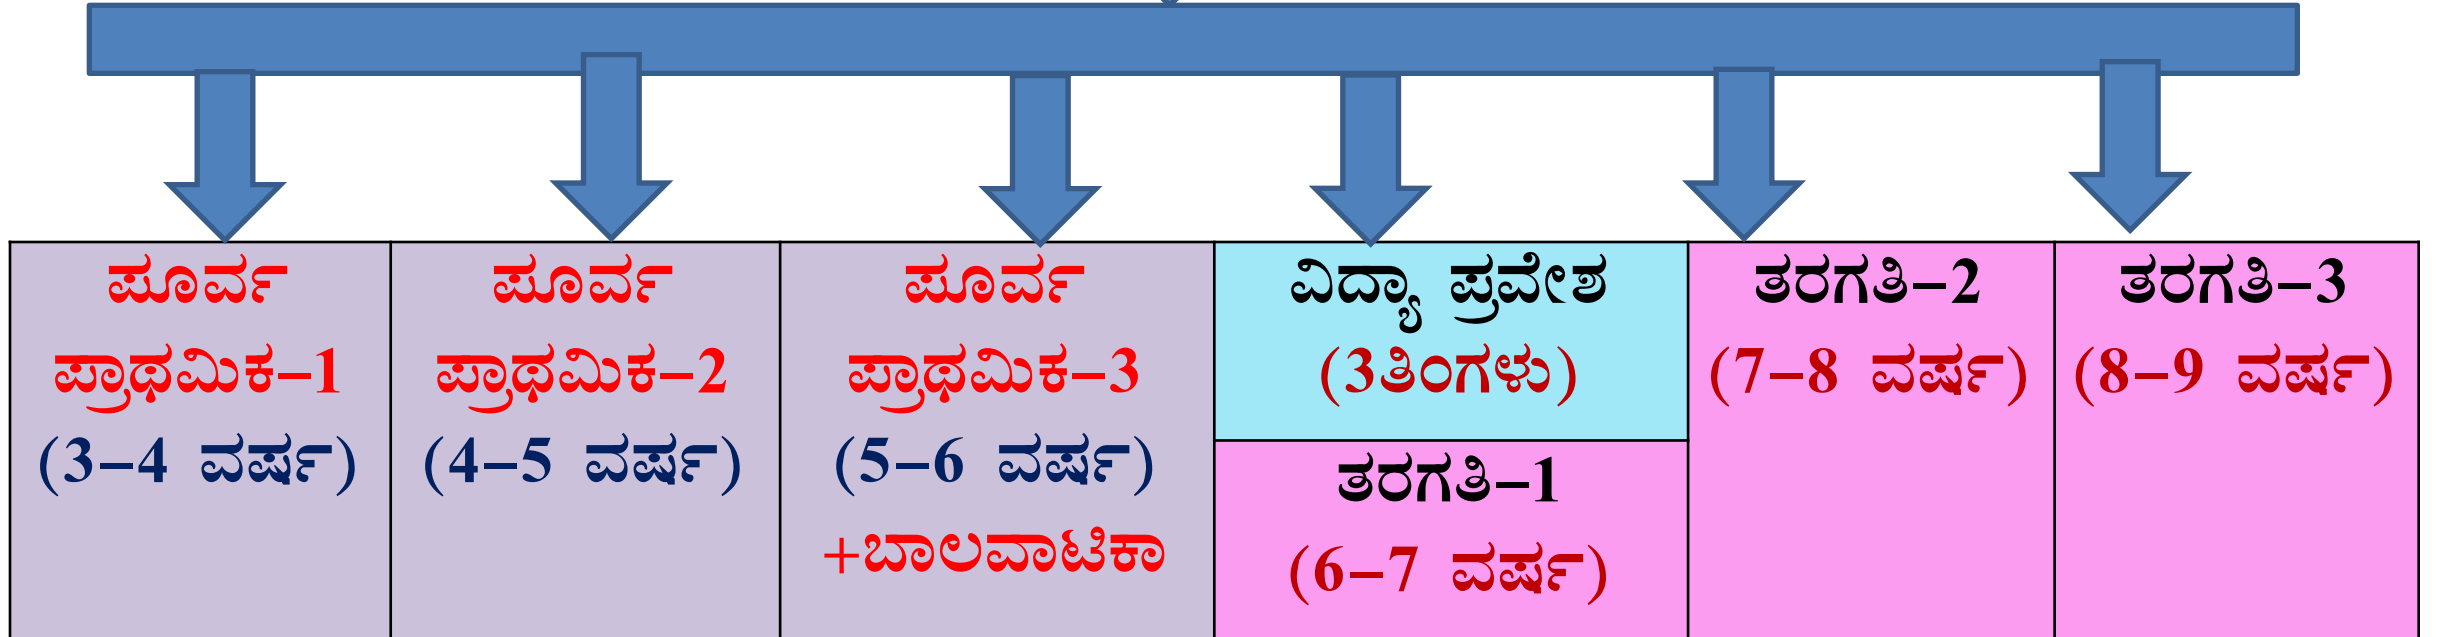 ಪೂರ್ವ
ಪ್ರಾಥಮಿಕ–1
(3–4 ವರ್ಷ)
ಪೂರ್ವ
ಪ್ರಾಥಮಿಕ–2
(4–5 ವರ್ಷ)
ಪೂರ್ವ
ಪ್ರಾಥಮಿಕ–3
(5–6 ವರ್ಷ)
+ಬಾಲವಾಟಿಕಾ
ವಿದ್ಯಾ ಪ್ರವೇಶ
(3ತಿಂಗಳು)
ತರಗತಿ–1
(6–7 ವರ್ಷ)
ತರಗತಿ–2
(7–8 ವರ್ಷ)
ತರಗತಿ–3
(8–9 ವರ್ಷ)